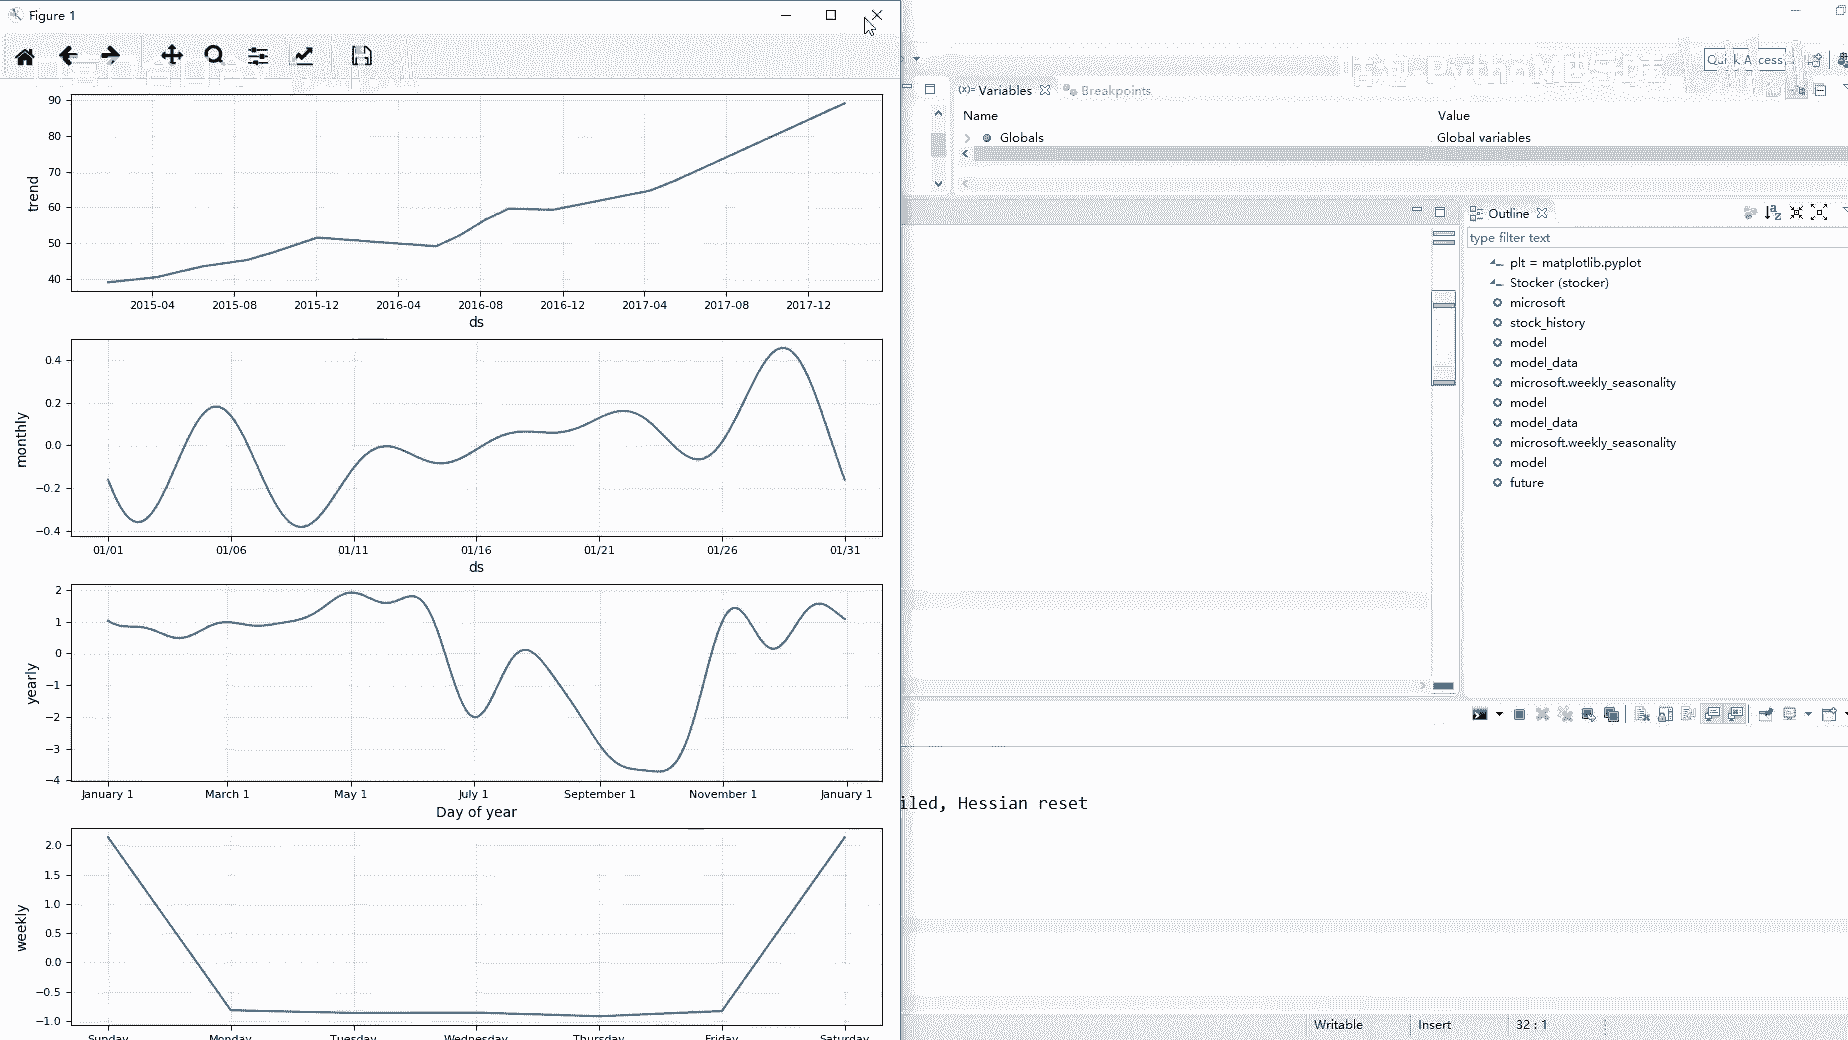 Figure 1
Quick Access
Variables
Breakpoints
Name
Value
Globals
Global variables
90
80
70
60
50
40
trend
2015-04
2015-08
2015-12
2016-04
2016-08
2016-12
2017-04
2017-08
2017-12
ds
Outline
type filter text
plt = matplotlib.pyplot
Stocker (stocker)
microsoft
stock_history
model
model_data
microsoft.weekly_seasonality
model
model_data
microsoft.weekly_seasonality
model
future
0.4
0.2
0.0
−0.2
−0.4
monthly
01/01
01/06
01/11
01/16
01/21
01/26
01/31
ds
2
1
0
−1
−2
−3
−4
yearly
January 1
March 1
May 1
July 1
September 1
November 1
January 1
Day of year
iled, Hessian reset
2.0
1.5
1.0
0.5
0.0
−0.5
−1.0
weekly
Sunday
Monday
Tuesday
Wednesday
Thursday
Friday
Saturday
Writable
Insert
32 : 1